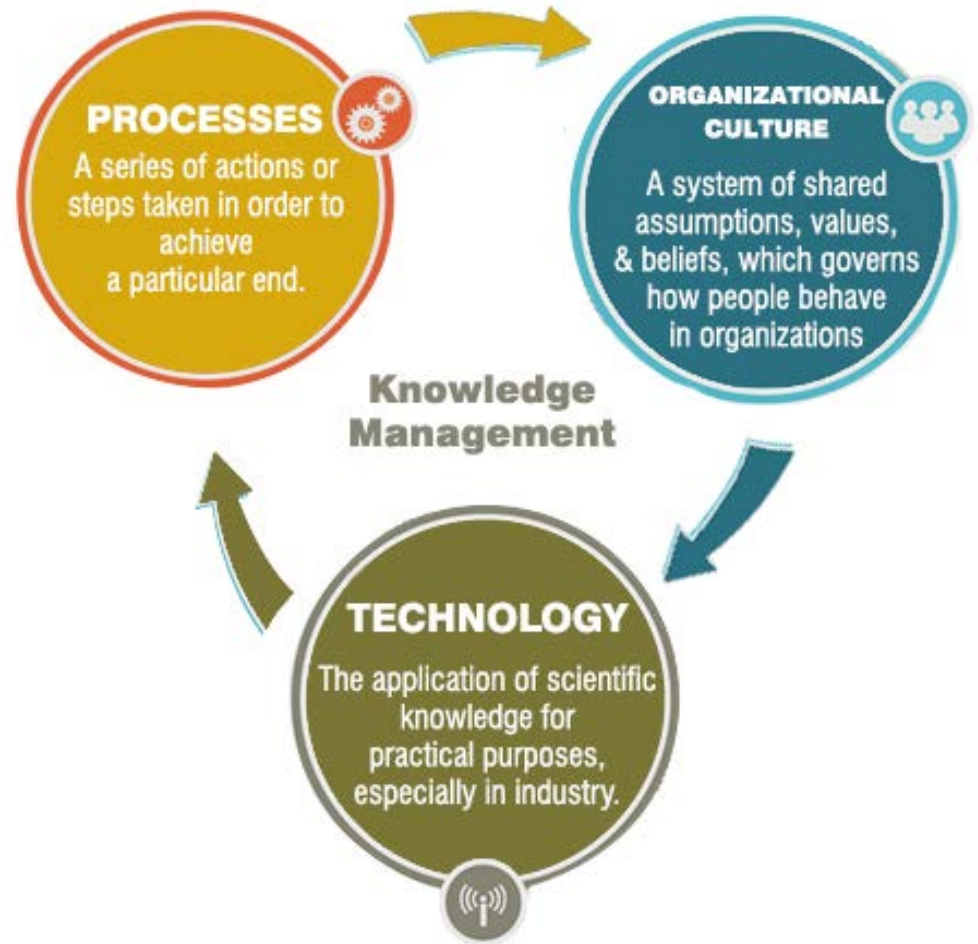 PROCESSES
A series of actions or
steps taken in order to
achieve
a particular end.
ORGANIZATIONAL
CULTURE
A system of shared
assumptions, values,
& beliefs, which governs
how people behave
in organizations
Knowledge
Management
TECHNOLOGY
The application of scientific
knowledge for
practical purposes,
especially in industry.